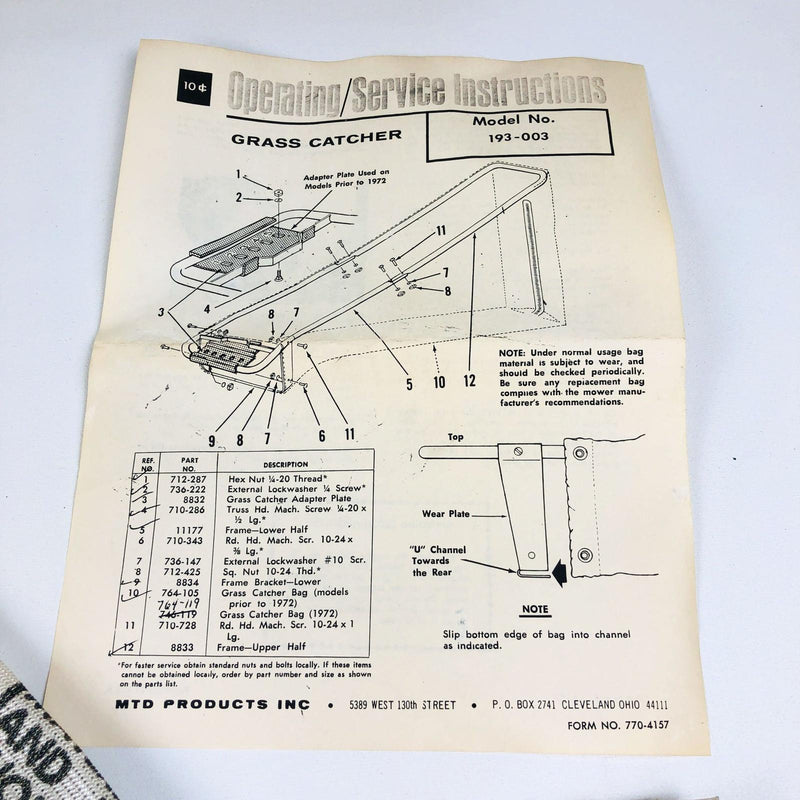 10¢
Operating/Service Instructions
GRASS CATCHER
Model No.
193-003
Adapter Plate Used on
Models Prior to 1972
1
2
11
7
8
3
4
8
7
5
10
12
9
8
7
6
11
NOTE: Under normal usage bag
material is subject to wear, and
should be checked periodically.
Be sure any replacement bag
complies with the mower manu-
facturer's recommendations.
REF. NO. PART NO. DESCRIPTION
1 712-287 Hex Nut ¼-20 Thread*
2 736-222 External Lockwasher ¼ Screw*
3 8832 Grass Catcher Adapter Plate
4 710-286 Truss Hd. Mach. Screw ¼-20 x
½ Lg.*
5 11177 Frame—Lower Half
6 710-343 Rd. Hd. Mach. Scr. 10-24 x
⅜ Lg.*
7 736-147 External Lockwasher #10 Scr.
8 712-425 Sq. Nut 10-24 Thd.*
9 8834 Frame Bracket—Lower
10 764-105 Grass Catcher Bag (models
764-119 prior to 1972)
746-119 Grass Catcher Bag (1972)
11 710-728 Rd. Hd. Mach. Scr. 10-24 x 1
Lg.
12 8833 Frame—Upper Half
*For faster service obtain standard nuts and bolts locally. If these items
cannot be obtained locally, order by part number and size as shown
on the parts list.
Top
Wear Plate
"U" Channel
Towards
the Rear
NOTE
Slip bottom edge of bag into channel
as indicated.
MTD PRODUCTS INC • 5389 WEST 130th STREET • P. O. BOX 2741 CLEVELAND OHIO 44111
FORM NO. 770-4157
AND